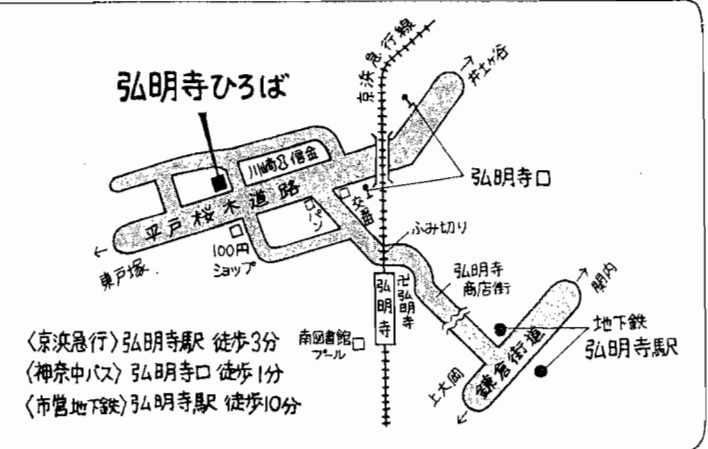 京浜急行線
井土ヶ谷
弘明寺ひろば
川崎信金
弘明寺口
平戸桜木道路
パン
交番
ふみ切り
100円
ショップ
東戸塚
弘明寺
卍弘明寺
弘明寺
商店街
関内
南図書館
プール
地下鉄
弘明寺駅
上大岡
鎌倉街道
〈京浜急行〉弘明寺駅 徒歩3分
〈神奈中バス〉弘明寺口 徒歩1分
〈市営地下鉄〉弘明寺駅 徒歩10分